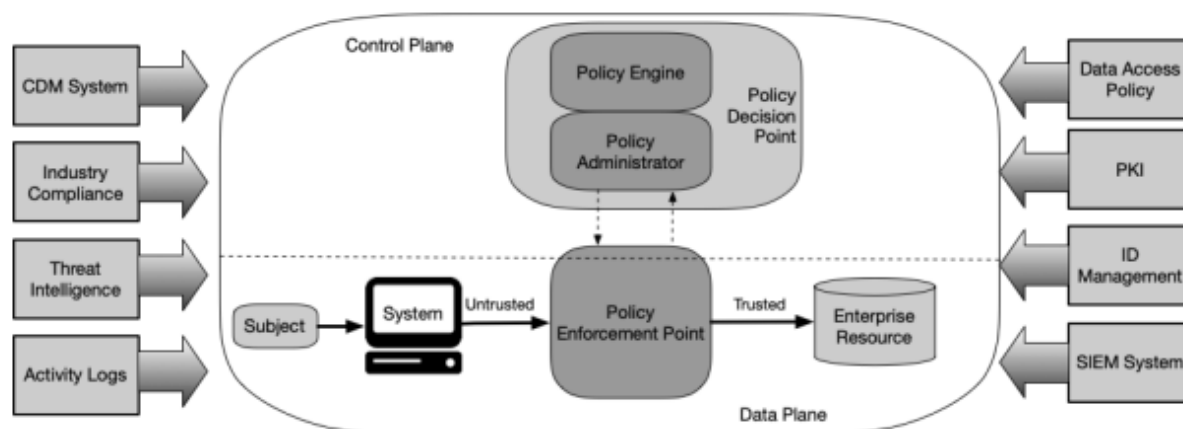 CDM System
Industry
Compliance
Threat
Intelligence
Activity Logs
Control Plane
Policy Engine
Policy
Administrator
Policy
Decision
Point
Subject
System
Untrusted
Policy
Enforcement Point
Trusted
Enterprise
Resource
Data Plane
Data Access
Policy
PKI
ID
Management
SIEM System